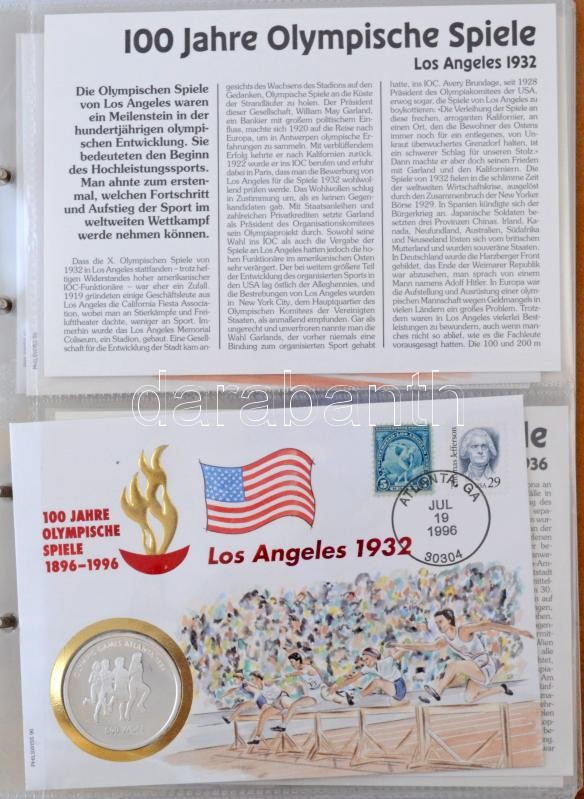 100 Jahre Olympische Spiele
Los Angeles 1932
Die Olympischen Spiele
von Los Angeles waren
ein Meilenstein in der
hundertjährigen olympi-
schen Entwicklung. Sie
bedeuteten den Beginn
des Hochleistungssports.
Man ahnte zum ersten-
mal, welchen Fortschritt
und Aufstieg der Sport im
weltweiten Wettkampf
werde nehmen können.
Dass die X. Olympischen Spiele von
1932 in Los Angeles stattfanden – trotz hef-
tigen Widerstandes hoher amerikanischer
IOC-Funktionäre – war eher ein Zufall.
1919 gründeten einige Geschäftsleute aus
Los Angeles die California Fiesta Associa-
tion, wobei man an Stierkämpfe und Frei-
lufttheater dachte, weniger an Sport. Im-
merhin wurde das Los Angeles Memorial
Coliseum, ein Stadion, gebaut. Eine Gesell-
schaft für die Entwicklung der Stadt kam an-
gesichts des Wachsens des Stadions auf den
Gedanken, Olympische Spiele an die Küste
der Strandläufer zu holen. Der Präsident
dieser Gesellschaft, William May Garland,
ein Bankier mit großem politischem Ein-
fluss, machte sich 1920 auf die Reise nach
Europa, um in Antwerpen olympische Er-
fahrungen zu sammeln. Mit verblüffendem
Erfolg kehrte er nach Kalifornien zurück.
1922 wurde er ins IOC berufen und erfuhr
dabei in Paris, dass man die Bewerbung von
Los Angeles für die Spiele 1932 wohlwol-
lend prüfen werde. Das Wohlwollen schlug
in Zustimmung um, als es keinen Gegen-
kandidaten gab. Mit Staatsanleihen und
zahlreichen Privatkrediten setzte Garland
als Präsident des Organisationskomitees
sein Olympiaprojekt durch. Sowohl seine
Wahl ins IOC als auch die Vergabe der
Spiele an Los Angeles hatten jedoch die ho-
hen Funktionäre im amerikanischen Osten
verärgert. Der bei weitem größere Teil der
Entwicklung des organisierten Sports in
den USA lag östlich der Alleghenies, und
die Bestrebungen von Los Angeles wurden
in New York City, dem Hauptquartier des
Olympischen Komitees der Vereinigten
Staaten, als anmaßend empfunden. Gar als
ungerecht und unverfroren nannte man die
Wahl Garlands, der vorher niemals eine
Bindung zum organisierten Sport gehabt
hatte, ins IOC. Avery Brundage, seit 1928
Präsident des Olympiakomitees der USA,
erwog sogar, die Spiele von Los Angeles zu
boykottieren: «Die Verleihung der Spiele an
diese frechen, arroganten Kalifornier, an
einen Ort, den die Bewohner des Ostens
immer noch für ein entlegenes, von Un-
kraut überwuchertes Grenzdorf halten, ist
ein schwerer Schlag für unseren Stolz.»
Dann machte er aber doch seinen Frieden
mit Garland und den Kaliforniern. Die
Spiele von 1932 fielen in die schlimme Zeit
der weltweiten Wirtschaftskrise, ausgelöst
durch den Zusammenbruch der New Yorker
Börse 1929. In Spanien kündigte sich der
Bürgerkrieg an. Japanische Soldaten be-
setzten drei Provinzen Chinas. Irland, Ka-
nada, Neufundland, Australien, Südafrika
und Neuseeland lösten sich vom britischen
Mutterland und wurden souveräne Staaten.
In Deutschland wurde die Harzberger Front
gebildet, das Ende der Weimarer Republik
war abzusehen, man sprach von einem
Mann namens Adolf Hitler. In Europa war
die Aufstellung und Ausrüstung einer olym-
pischen Mannschaft wegen Geldmangels in
vielen Ländern ein großes Problem. Trotz-
dem waren in Los Angeles vielerlei Best-
leistungen zu bewundern, auch wenn man-
ches nicht so ablief, wie es die Fachleute
vorausgesagt hatten. Die 100 und 200 m
darabanth
100 JAHRE
OLYMPISCHE
SPIELE
1896-1996
Los Angeles 1932
5
Thomas Jefferson
USA 29
ATLANTA, GA
JUL
19
1996
30304
936